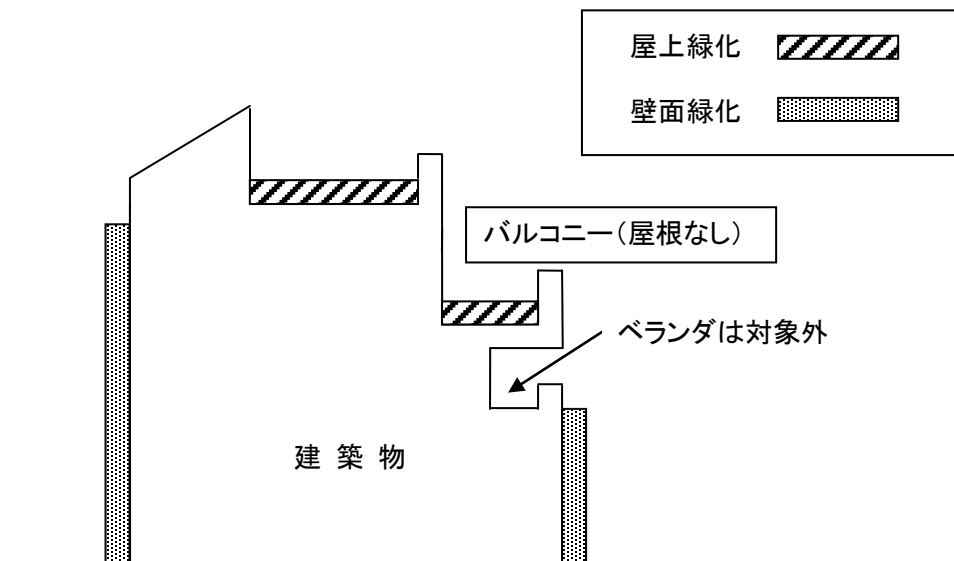 屋上緑化
壁面緑化
バルコニー（屋根なし）
ベランダは対象外
建 築 物